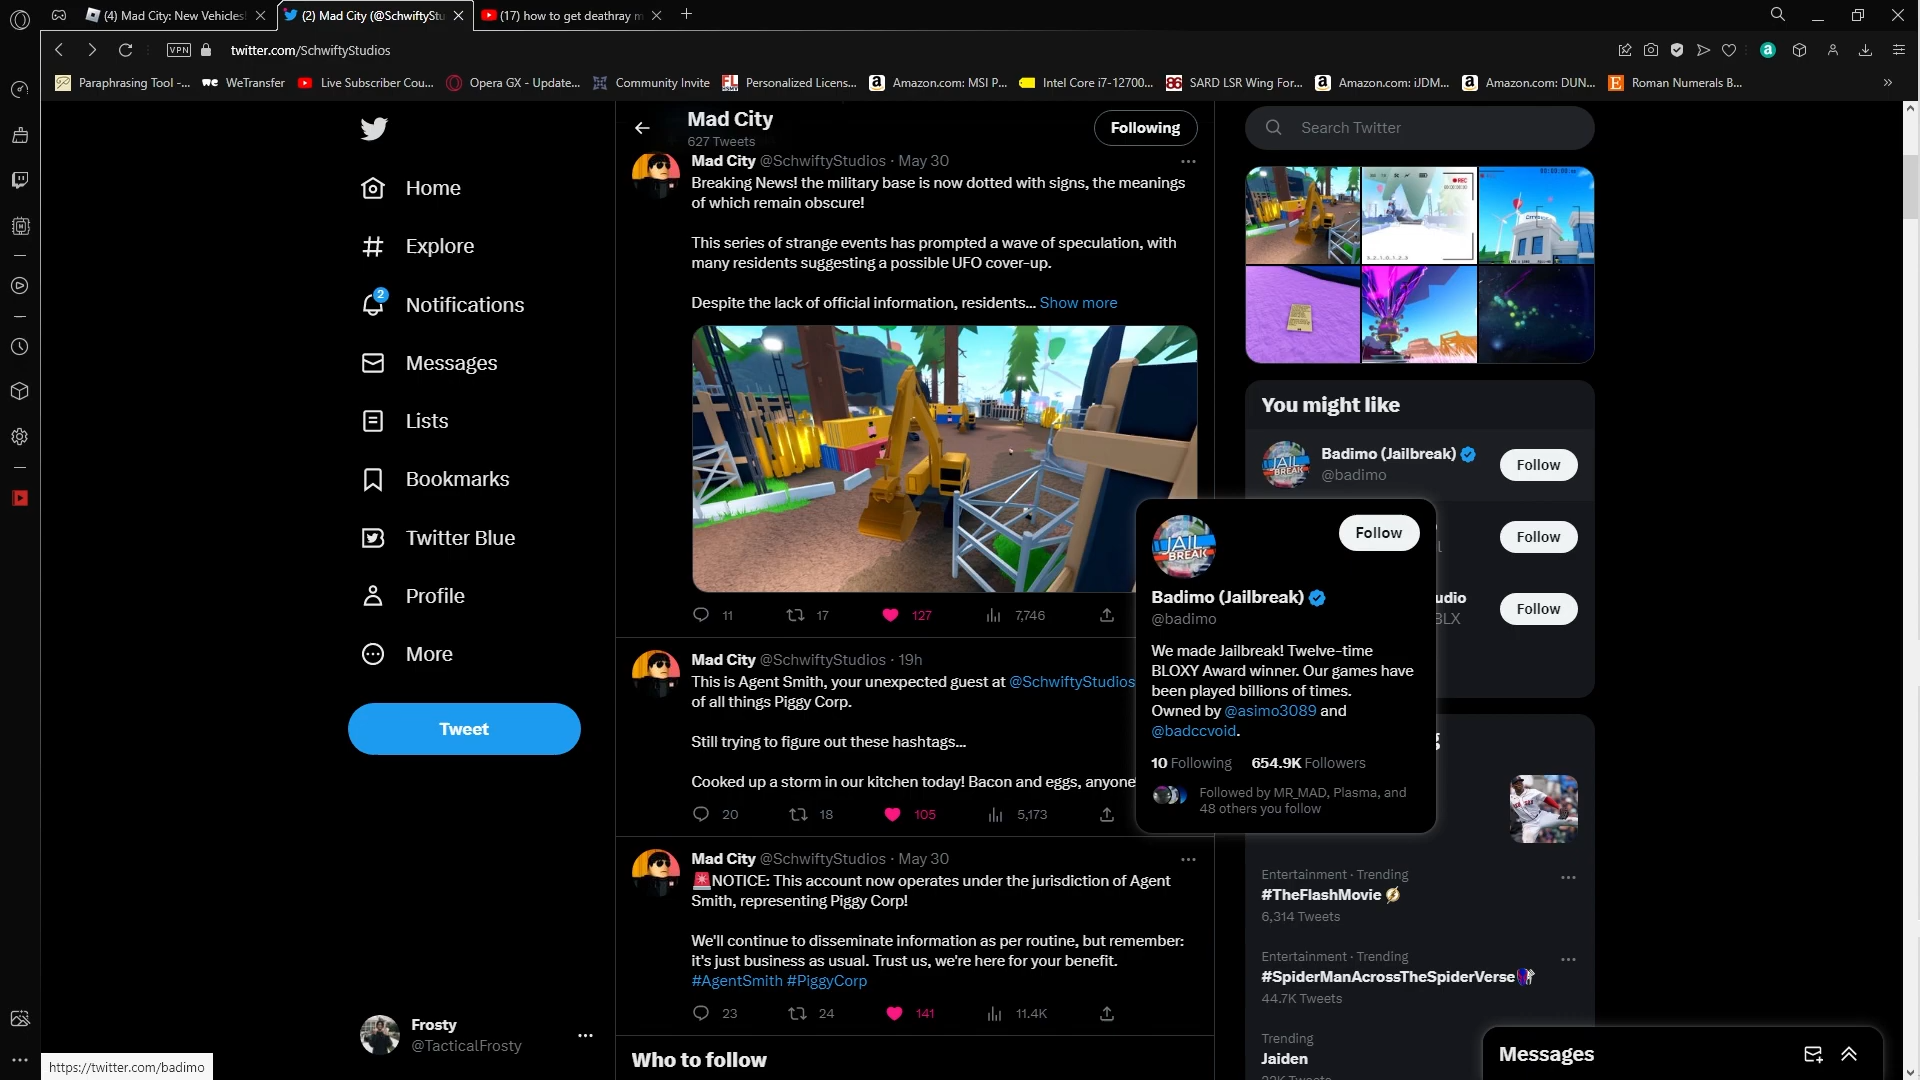 (4) Mad City: New Vehicles!
(2) Mad City (@SchwiftyStu
(17) how to get deathray m
VPN
twitter.com/SchwiftyStudios
Paraphrasing Tool -...
WeTransfer
Live Subscriber Cou...
Opera GX - Update...
Community Invite
Personalized Licens...
Amazon.com: MSI P...
Intel Core i7-12700...
SARD LSR Wing For...
Amazon.com: iJDM...
Amazon.com: DUN...
Roman Numerals B...
Home
Explore
2
Notifications
Messages
Lists
Bookmarks
Twitter Blue
Profile
More
Tweet
Frosty
@TacticalFrosty
https://twitter.com/badimo
Mad City
627 Tweets
Following
Mad City @SchwiftyStudios · May 30
Breaking News! the military base is now dotted with signs, the meanings
of which remain obscure!
This series of strange events has prompted a wave of speculation, with
many residents suggesting a possible UFO cover-up.
Despite the lack of official information, residents... Show more
11
17
127
7,746
Mad City @SchwiftyStudios · 19h
This is Agent Smith, your unexpected guest at @SchwiftyStudios
of all things Piggy Corp.
Still trying to figure out these hashtags...
Cooked up a storm in our kitchen today! Bacon and eggs, anyone
20
18
105
5,173
Mad City @SchwiftyStudios · May 30
🚨NOTICE: This account now operates under the jurisdiction of Agent
Smith, representing Piggy Corp!
We'll continue to disseminate information as per routine, but remember:
it's just business as usual. Trust us, we're here for your benefit.
#AgentSmith #PiggyCorp
23
24
141
11.4K
Who to follow
Search Twitter
REC
You might like
Badimo (Jailbreak)
@badimo
Follow
Follow
udio
BLX
Follow
JAIL
BREAK
Follow
Badimo (Jailbreak)
@badimo
We made Jailbreak! Twelve-time
BLOXY Award winner. Our games have
been played billions of times.
Owned by @asimo3089 and
@badccvoid.
10 Following 654.9K Followers
Followed by MR_MAD, Plasma, and
48 others you follow
Entertainment · Trending
#TheFlashMovie
6,314 Tweets
Entertainment · Trending
#SpiderManAcrossTheSpiderVerse
44.7K Tweets
Trending
Jaiden
Messages